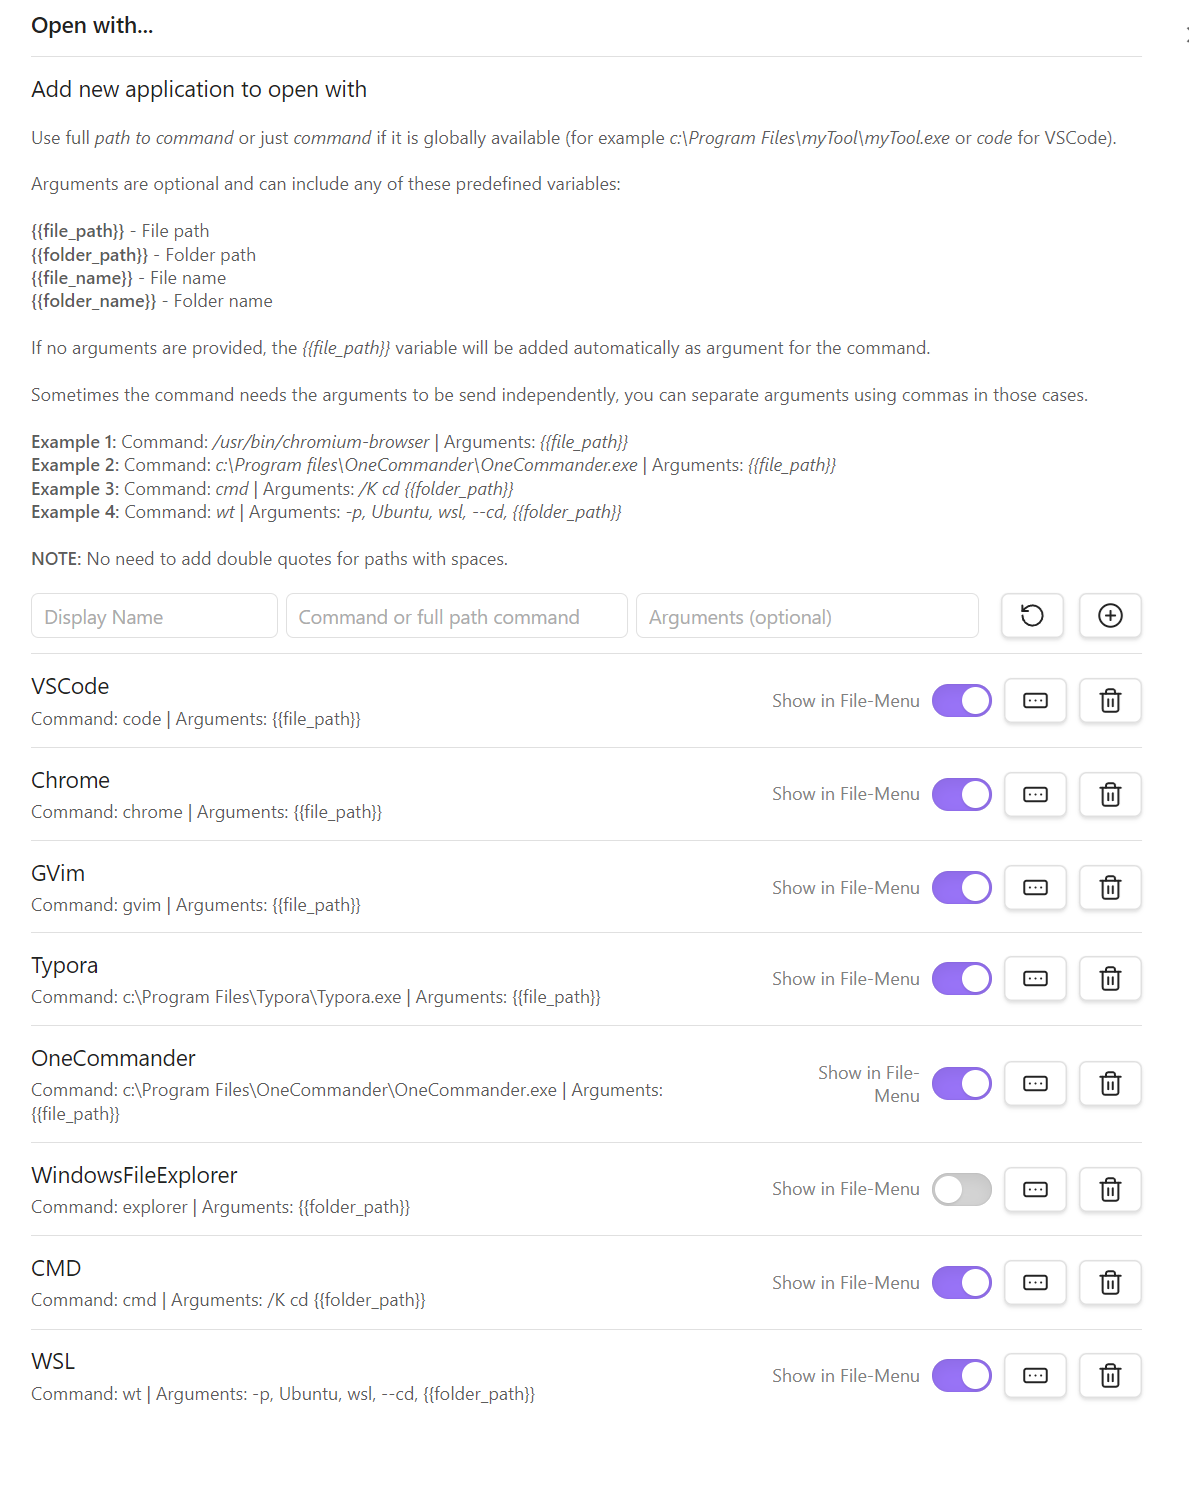 Open with...
Add new application to open with
Use full path to command or just command if it is globally available (for example c:\Program Files\myTool\myTool.exe or code for VSCode).
Arguments are optional and can include any of these predefined variables:
{{file_path}} - File path
{{folder_path}} - Folder path
{{file_name}} - File name
{{folder_name}} - Folder name
If no arguments are provided, the {{file_path}} variable will be added automatically as argument for the command.
Sometimes the command needs the arguments to be send independently, you can separate arguments using commas in those cases.
Example 1: Command: /usr/bin/chromium-browser | Arguments: {{file_path}}
Example 2: Command: c:\Program files\OneCommander\OneCommander.exe | Arguments: {{file_path}}
Example 3: Command: cmd | Arguments: /K cd {{folder_path}}
Example 4: Command: wt | Arguments: -p, Ubuntu, wsl, --cd, {{folder_path}}
NOTE: No need to add double quotes for paths with spaces.
Display Name Command or full path command Arguments (optional)
VSCode
Show in File-Menu
Command: code | Arguments: {{file_path}}
Chrome
Show in File-Menu
Command: chrome | Arguments: {{file_path}}
GVim
Show in File-Menu
Command: gvim | Arguments: {{file_path}}
Typora
Show in File-Menu
Command: c:\Program Files\Typora\Typora.exe | Arguments: {{file_path}}
OneCommander
Command: c:\Program Files\OneCommander\OneCommander.exe | Arguments:
{{file_path}}
Show in File-
Menu
WindowsFileExplorer
Show in File-Menu
Command: explorer | Arguments: {{folder_path}}
CMD
Show in File-Menu
Command: cmd | Arguments: /K cd {{folder_path}}
WSL
Show in File-Menu
Command: wt | Arguments: -p, Ubuntu, wsl, --cd, {{folder_path}}